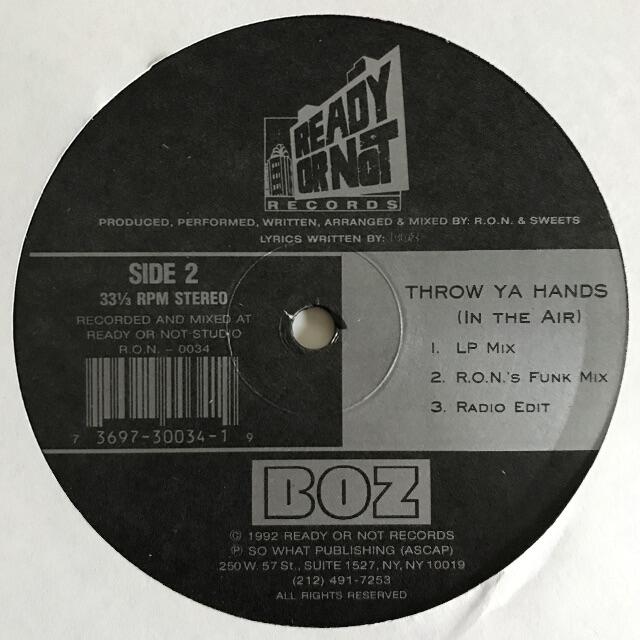 READY
OR NOT
RECORDS
PRODUCED, PERFORMED, WRITTEN, ARRANGED & MIXED BY: R.O.N. & SWEETS
LYRICS WRITTEN BY:
SIDE 2
33⅓ RPM STEREO
RECORDED AND MIXED AT
READY OR NOT STUDIO
R.O.N. - 0034
7 3697-30034-1 9
THROW YA HANDS
(IN THE AIR)
1. LP MIX
2. R.O.N.'S FUNK MIX
3. RADIO EDIT
BOZ
© 1992 READY OR NOT RECORDS
℗ SO WHAT PUBLISHING (ASCAP)
250 W. 57 St., SUITE 1527, NY, NY 10019
(212) 491-7253
ALL RIGHTS RESERVED